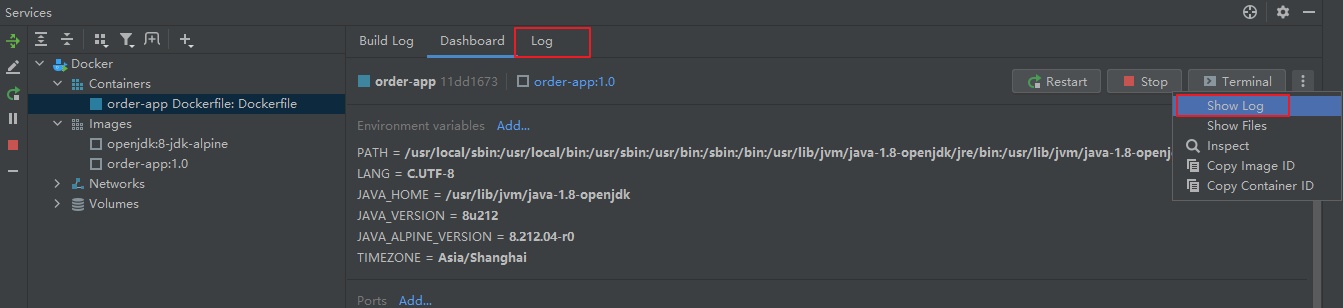 Services
Build Log Dashboard Log
Docker
Containers
order-app Dockerfile: Dockerfile
Images
openjdk:8-jdk-alpine
order-app:1.0
Networks
Volumes
order-app 11dd1673 order-app:1.0
Restart Stop Terminal
Show Log
Show Files
Inspect
Copy Image ID
Copy Container ID
Environment variables Add...
PATH = /usr/local/sbin:/usr/local/bin:/usr/sbin:/usr/bin:/sbin:/bin:/usr/lib/jvm/java-1.8-openjdk/jre/bin:/usr/lib/jvm/java-1.8-openj
LANG = C.UTF-8
JAVA_HOME = /usr/lib/jvm/java-1.8-openjdk
JAVA_VERSION = 8u212
JAVA_ALPINE_VERSION = 8.212.04-r0
TIMEZONE = Asia/Shanghai
Ports Add...